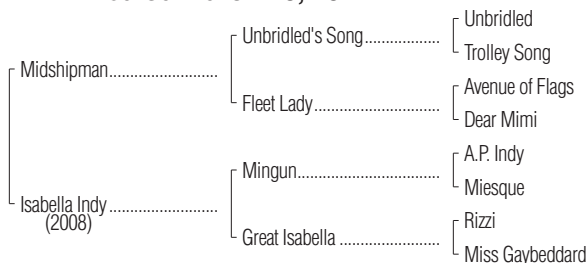 Unbridled
Unbridled's Song
Trolley Song
Midshipman
Avenue of Flags
Fleet Lady
Dear Mimi
A.P. Indy
Mingun
Miesque
Isabella Indy
(2008)
Rizzi
Great Isabella
Miss Gaybeddard